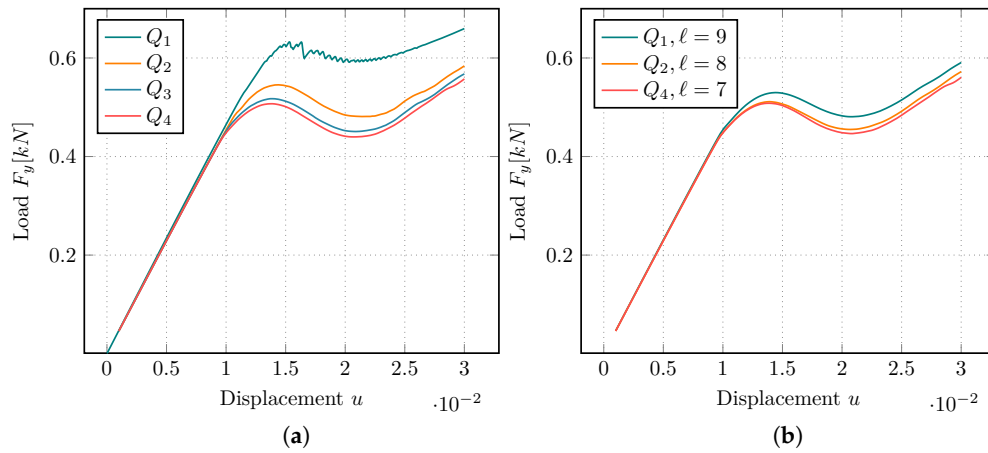 Q1
Q2
Q3
Q4
0.6
0.4
0.2
Load Fy[kN]
0 0.5 1 1.5 2 2.5 3
Displacement u
·10−2
(a)
Q1, ℓ = 9
Q2, ℓ = 8
Q4, ℓ = 7
0.6
0.4
0.2
Load Fy[kN]
0 0.5 1 1.5 2 2.5 3
Displacement u
·10−2
(b)